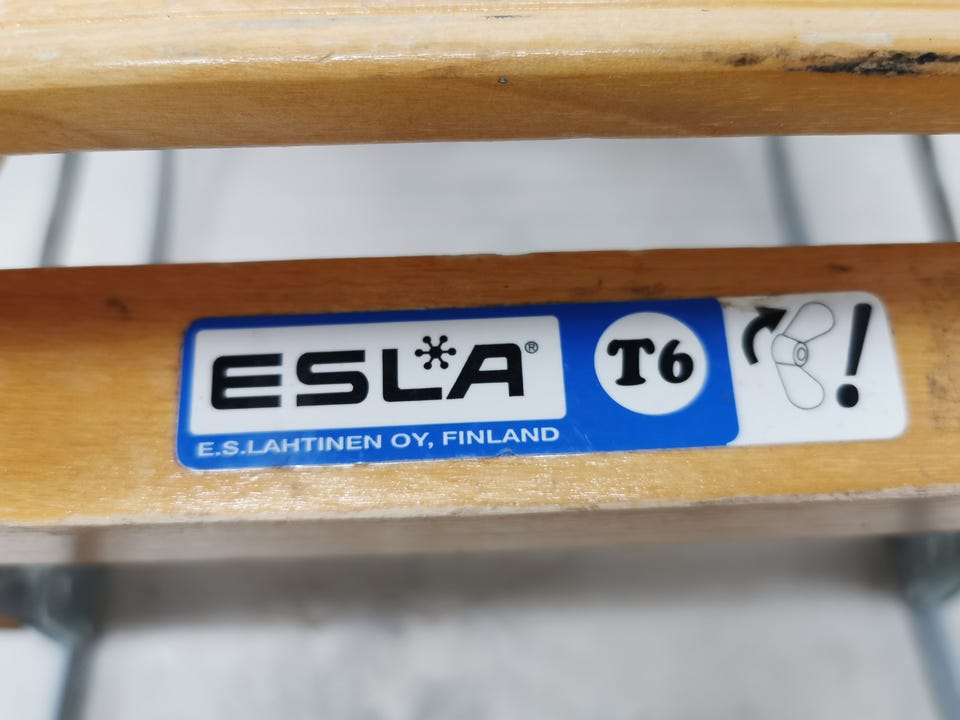 ESLA®
E.S.LAHTINEN OY, FINLAND
T6
!